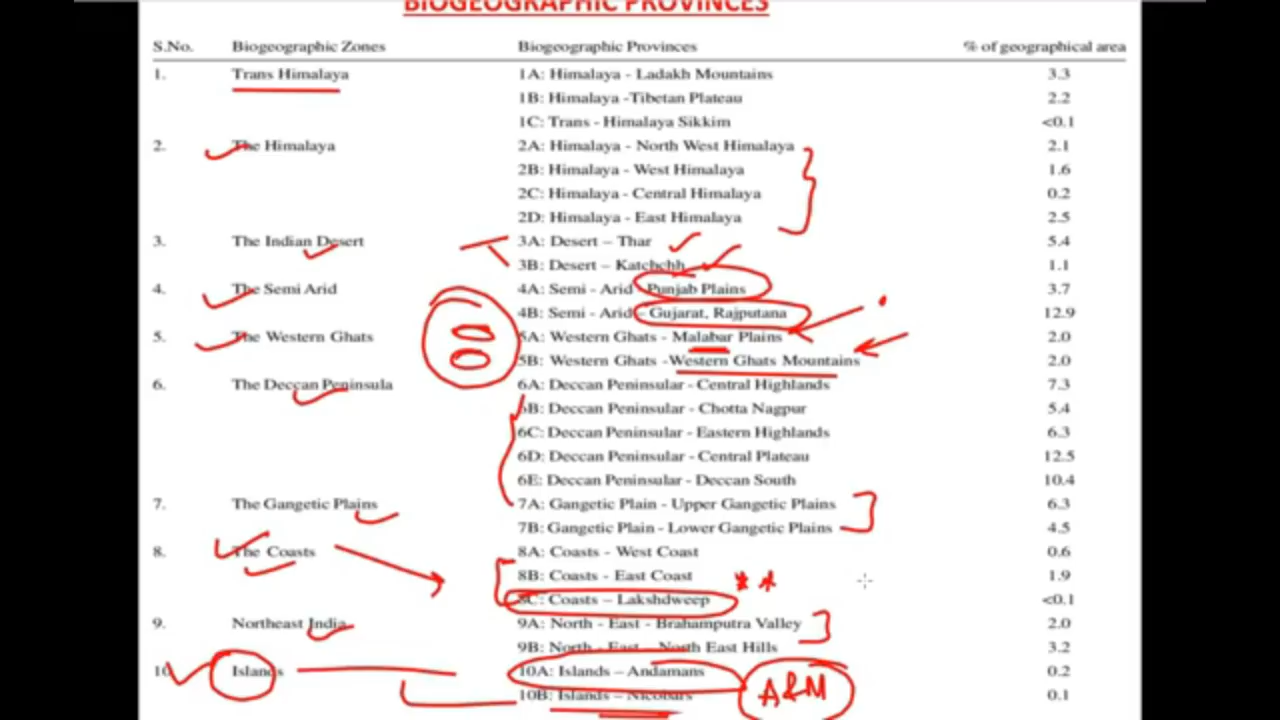 BIOGEOGRAPHIC PROVINCES
S.No. Biogeographic Zones Biogeographic Provinces % of geographical area
1. Trans Himalaya 1A: Himalaya - Ladakh Mountains 3.3
1B: Himalaya -Tibetan Plateau 2.2
1C: Trans - Himalaya Sikkim <0.1
2. The Himalaya 2A: Himalaya - North West Himalaya 2.1
2B: Himalaya - West Himalaya 1.6
2C: Himalaya - Central Himalaya 0.2
2D: Himalaya - East Himalaya 2.5
3. The Indian Desert 3A: Desert – Thar 5.4
3B: Desert – Katchchh 1.1
4. The Semi Arid 4A: Semi - Arid - Punjab Plains 3.7
4B: Semi - Arid – Gujarat, Rajputana 12.9
5. The Western Ghats 5A: Western Ghats - Malabar Plains 2.0
5B: Western Ghats -Western Ghats Mountains 2.0
6. The Deccan Peninsula 6A: Deccan Peninsular - Central Highlands 7.3
6B: Deccan Peninsular - Chotta Nagpur 5.4
6C: Deccan Peninsular - Eastern Highlands 6.3
6D: Deccan Peninsular - Central Plateau 12.5
6E: Deccan Peninsular - Deccan South 10.4
7. The Gangetic Plains 7A: Gangetic Plain - Upper Gangetic Plains 6.3
7B: Gangetic Plain - Lower Gangetic Plains 4.5
8. The Coasts 8A: Coasts - West Coast 0.6
8B: Coasts - East Coast 1.9
8C: Coasts – Lakshdweep <0.1
9. Northeast India 9A: North - East - Brahamputra Valley 2.0
9B: North - East - North East Hills 3.2
10. Islands 10A: Islands – Andamans 0.2
10B: Islands – Nicobars 0.1
A&M